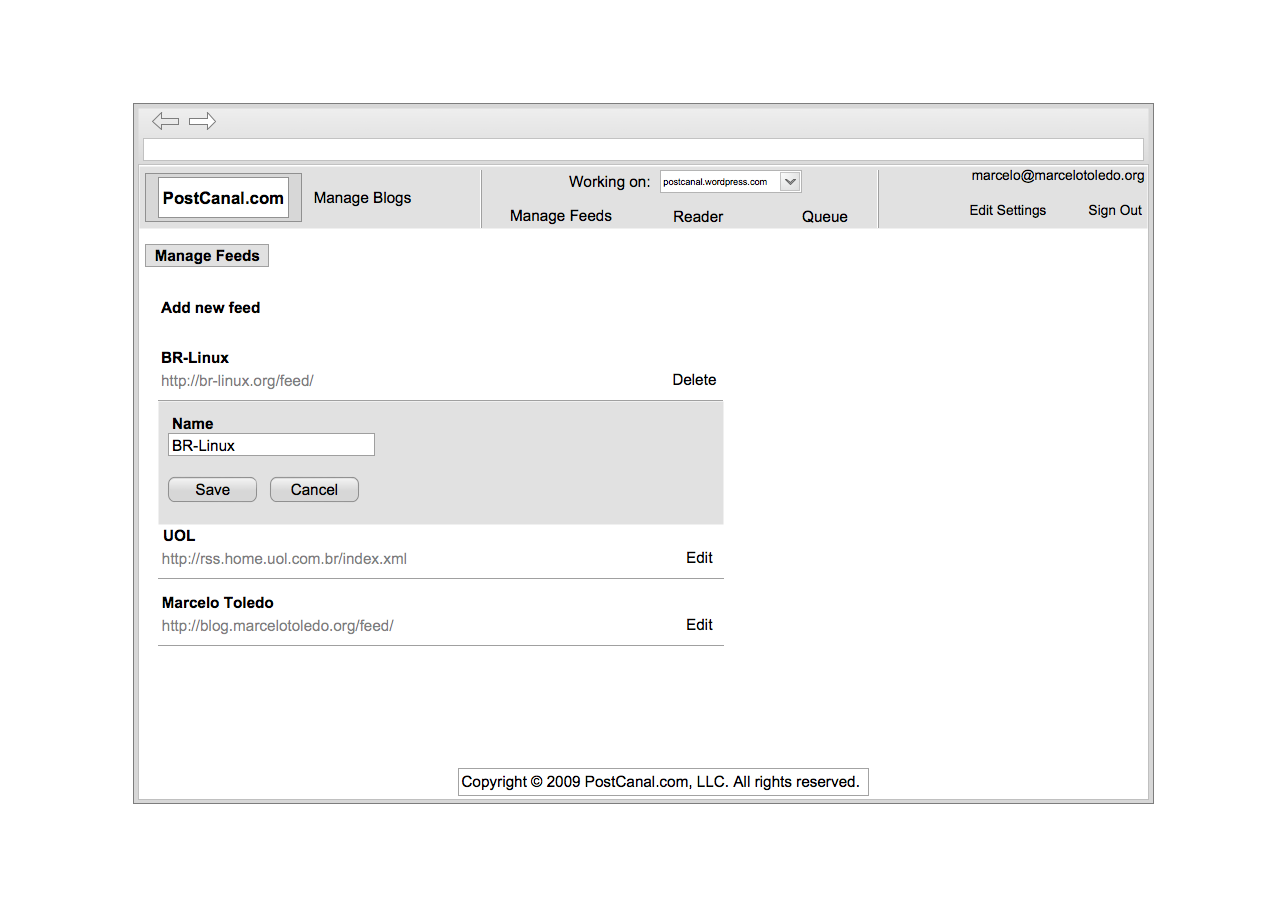 PostCanal.com
Manage Blogs
Working on: postcanal.wordpress.com
Manage Feeds Reader Queue
marcelo@marcelotoledo.org
Edit Settings Sign Out
Manage Feeds
Add new feed
BR-Linux
http://br-linux.org/feed/ Delete
Name
BR-Linux
Save Cancel
UOL
http://rss.home.uol.com.br/index.xml Edit
Marcelo Toledo
http://blog.marcelotoledo.org/feed/ Edit
Copyright © 2009 PostCanal.com, LLC. All rights reserved.